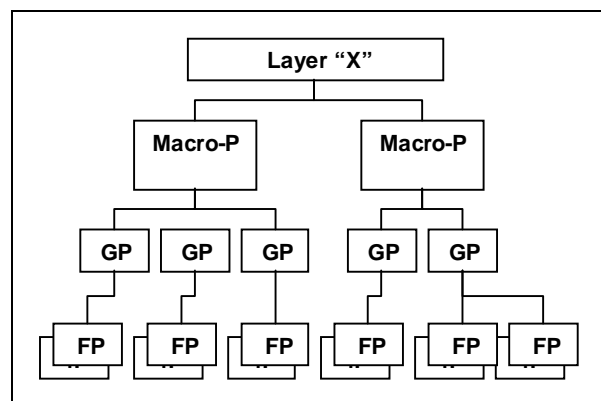 Layer “X”
Macro-P Macro-P
GP GP GP GP GP
FP FP FP FP FP FP